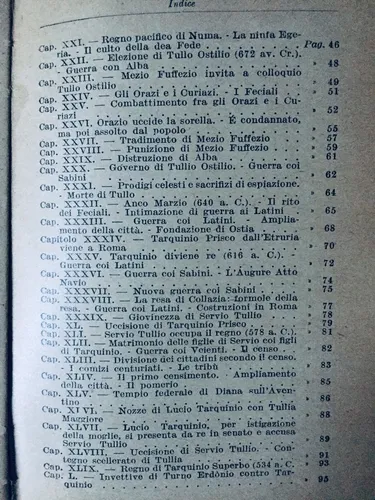 Indice
Cap. XXI. - Regno pacifico di Numa. - La ninfa Ege-
ria. - Il culto della dea Fede . . . . Pag. 46
Cap. XXII. - Elezione di Tullo Ostilio (672 av. Cr.).
- Guerra con Alba . . . . . . » 48
Cap. XXIII. - Mezio Fuffezio invita a colloquio
Tullo Ostilio . . . . . . . » 49
Cap. XXIV. - Gli Orazi e i Curiazi. - I Feciali » 51
Cap. XXV. - Combattimento fra gli Orazi e i Cu-
riazi . . . . . . . . » 52
Cap. XXVI. Orazio uccide la sorella. - È condannato,
ma poi assolto dal popolo . . . . » 55
Cap. XXVII. - Tradimento di Mezio Fuffezio » 57
Cap. XXVIII. - Punizione di Mezio Fuffezio » 59
Cap. XXIX. - Distruzione di Alba . . . » 61
Cap. XXX. - Governo di Tullo Ostilio. - Guerra coi
Sabini . . . . . . . . » 62
Cap. XXXI. - Prodigi celesti e sacrifizi di espiazione.
- Morte di Tullo . . . . . . » 64
Cap. XXXII. - Anco Marzio (640 a. C.). - Il rito
dei Feciali. - Intimazione di guerra ai Latini » 65
Cap. XXXIII. - Guerra coi Latini. - Amplia-
mento della città. - Fondazione di Ostia » 68
Capitolo XXXIV. - Tarquinio Prisco dall'Etruria
viene a Roma . . . . . . . » 70
Cap. XXXV. Tarquinio diviene re (616 a. C.). -
Guerra coi Latini . . . . . . » 72
Cap. XXXVI. - Guerra coi Sabini. - L'Augure Atto
Navio . . . . . . . . » 74
Cap. XXXVII. - Nuova guerra coi Sabini » 75
Cap. XXXVIII. - La resa di Collazia: formole della
resa. - Guerra coi Latini. - Costruzioni in Roma » 77
Cap. XXXIX. - Giovinezza di Servio Tullio » 78
Cap. XL. - Uccisione di Tarquinio Prisco » 79
Cap. XLI. - Servio Tullio occupa il regno (578 a. C.) » 81
Cap. XLII. - Matrimonio delle figlie di Servio coi figli
di Tarquinio. - Guerra coi Veienti. - Il censo » 82
Cap. XLIII. Divisione dei cittadini secondo il censo.
- I comizi centuriati. - Le tribù . . . » 83
Cap. XLIV. - Il primo censimento. - Ampliamento
della città. - Il pomerio . . . . » 85
Cap. XLV. - Tempio federale di Diana sull'A-
ventino . . . . . . . . » 86
Cap. XLVI. - Nozze di Lucio Tarquinio con Tullia
Maggiore . . . . . . . » 88
Cap. XLVII. - Lucio Tarquinio, per istigazione
della moglie, si presenta da re in senato e accusa
Servio Tullio . . . . . . » 89
Cap. XLVIII. - Uccisione di Servio Tullio. - Con-
tegno scellerato di Tullia . . . . » 91
Cap. XLIX. - Regno di Tarquinio Superbo (534 a. C.) » 93
Cap. L. - Invettive di Turno Erdònio contro Tar-
quinio . . . . . . . . » 95